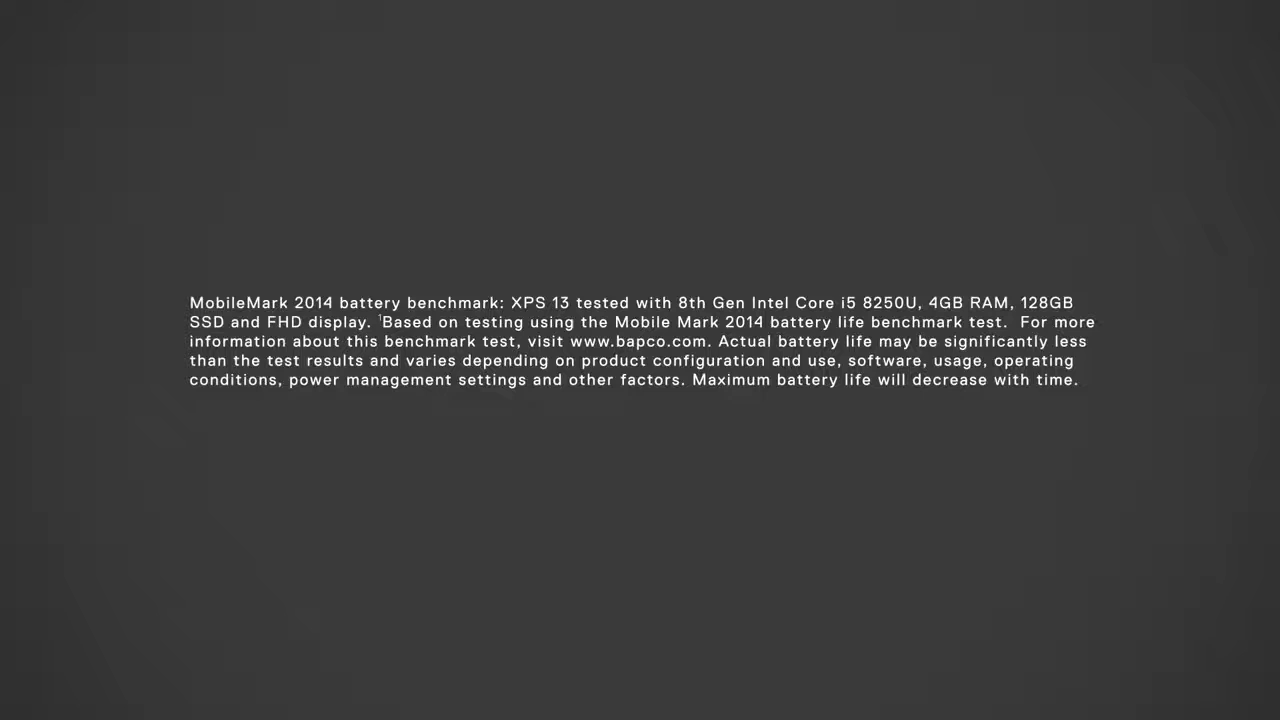 MobileMark 2014 battery benchmark: XPS 13 tested with 8th Gen Intel Core i5 8250U, 4GB RAM, 128GB
SSD and FHD display. ¹Based on testing using the Mobile Mark 2014 battery life benchmark test.  For more
information about this benchmark test, visit www.bapco.com. Actual battery life may be significantly less
than the test results and varies depending on product configuration and use, software, usage, operating
conditions, power management settings and other factors. Maximum battery life will decrease with time.